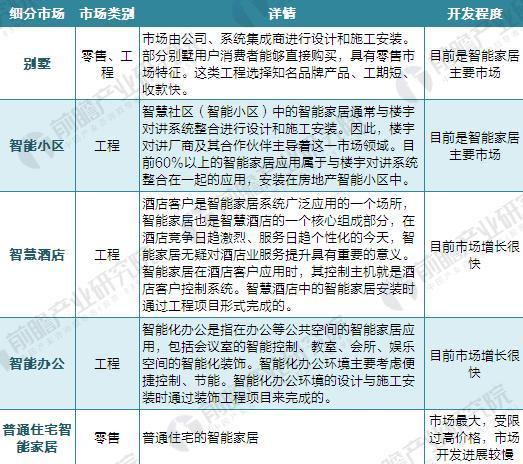 细分市场 市场类别 详情 开发程度
别墅
零售、工
程
市场由公司、系统集成商进行设计和施工安装。
部分别墅用户消费者能够直接购买，具有零售市
场特征。这类工程选择知名品牌产品、工期短、
收款快。
目前是智能家居
主要市场
智能小区
工程
智慧社区（智能小区）中的智能家居通常与楼宇
对讲系统整合进行设计和施工安装。因此，楼宇
对讲厂商及其合作伙伴主导着这一市场领域。目
前60%以上的智能家居应用属于与楼宇对讲系统
整合在一起的应用，安装在房地产智能小区中。
目前是智能家居
主要市场
智慧酒店
工程
酒店客户是智能家居系统广泛应用的一个场所，
智能家居也是智慧酒店的一个核心组成部分，在
酒店竞争日趋激烈、服务日趋个性化的今天，智
能家居无疑对酒店业服务提升具有重要的意义。
智能家居在酒店客户应用时，其控制主机就是酒
店客户控制系统。智慧酒店中的智能家居安装时
通过工程项目形式完成的。
目前市场增长很
快
智能办公
工程
智能化办公是指在办公等公共空间的智能家居应
用，包括会议室的智能控制、教室、会所、娱乐
空间的智能化装饰。智能化办公环境主要考虑便
捷控制、节能。智能化办公环境的设计与施工安
装时通过装饰工程项目来完成的。
目前市场增长很
快
普通住宅智
能家居
零售
普通住宅的智能家居
市场最大，受限
过高价格，市场
开发进展较慢
前瞻产业研究院